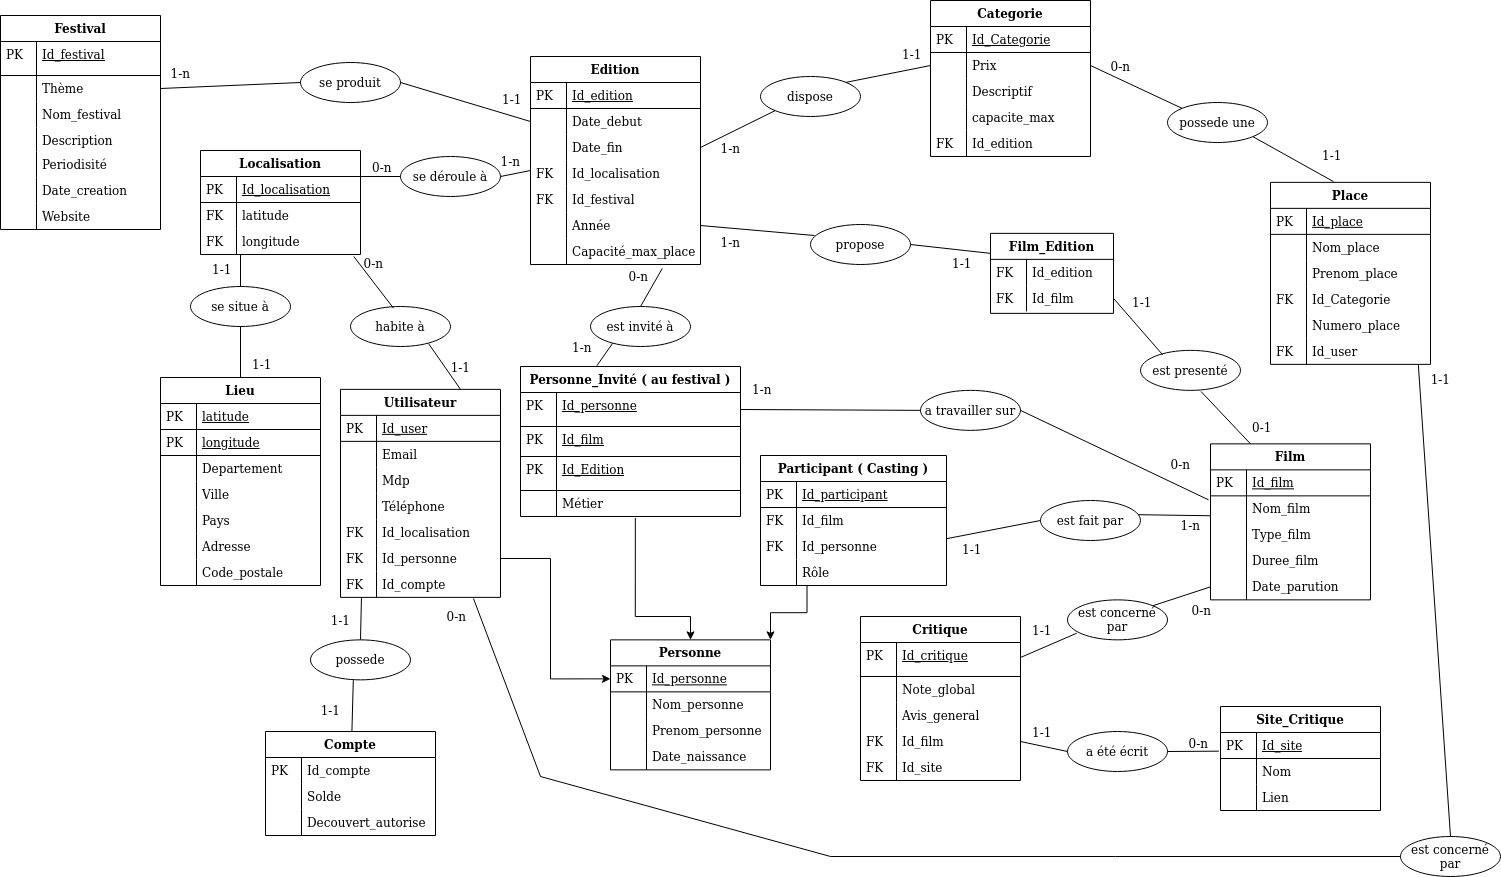 Festival
PK Id_festival
Thème
Nom_festival
Description
Periodisité
Date_creation
Website
1-n
se produit
1-1
Edition
PK Id_edition
Date_debut
Date_fin
FK Id_localisation
FK Id_festival
Année
Capacité_max_place
1-n
dispose
1-1
Categorie
PK Id_Categorie
Prix
Descriptif
capacite_max
FK Id_edition
0-n
possede une
1-1
Place
PK Id_place
Nom_place
Prenom_place
FK Id_Categorie
Numero_place
FK Id_user
1-1
Localisation
PK Id_localisation
FK latitude
FK longitude
0-n
se déroule à
1-n
1-n
propose
1-1
Film_Edition
FK Id_edition
FK Id_film
1-1
est presenté
0-1
1-1
se situe à
1-1
0-n
habite à
1-1
0-n
est invité à
1-n
Lieu
PK latitude
PK longitude
Departement
Ville
Pays
Adresse
Code_postale
Utilisateur
PK Id_user
Email
Mdp
Téléphone
FK Id_localisation
FK Id_personne
FK Id_compte
Personne_Invité ( au festival )
PK Id_personne
PK Id_film
PK Id_Edition
Métier
1-n
a travailler sur
0-n
Participant ( Casting )
PK Id_participant
FK Id_film
FK Id_personne
Rôle
1-1
est fait par
1-n
Film
PK Id_film
Nom_film
Type_film
Duree_film
Date_parution
1-1
possede
1-1
0-n
Personne
PK Id_personne
Nom_personne
Prenom_personne
Date_naissance
Critique
PK Id_critique
Note_global
Avis_general
FK Id_film
FK Id_site
1-1
est concerné
par
0-n
1-1
a été écrit
0-n
Site_Critique
PK Id_site
Nom
Lien
Compte
PK Id_compte
Solde
Decouvert_autorise
est concerné
par